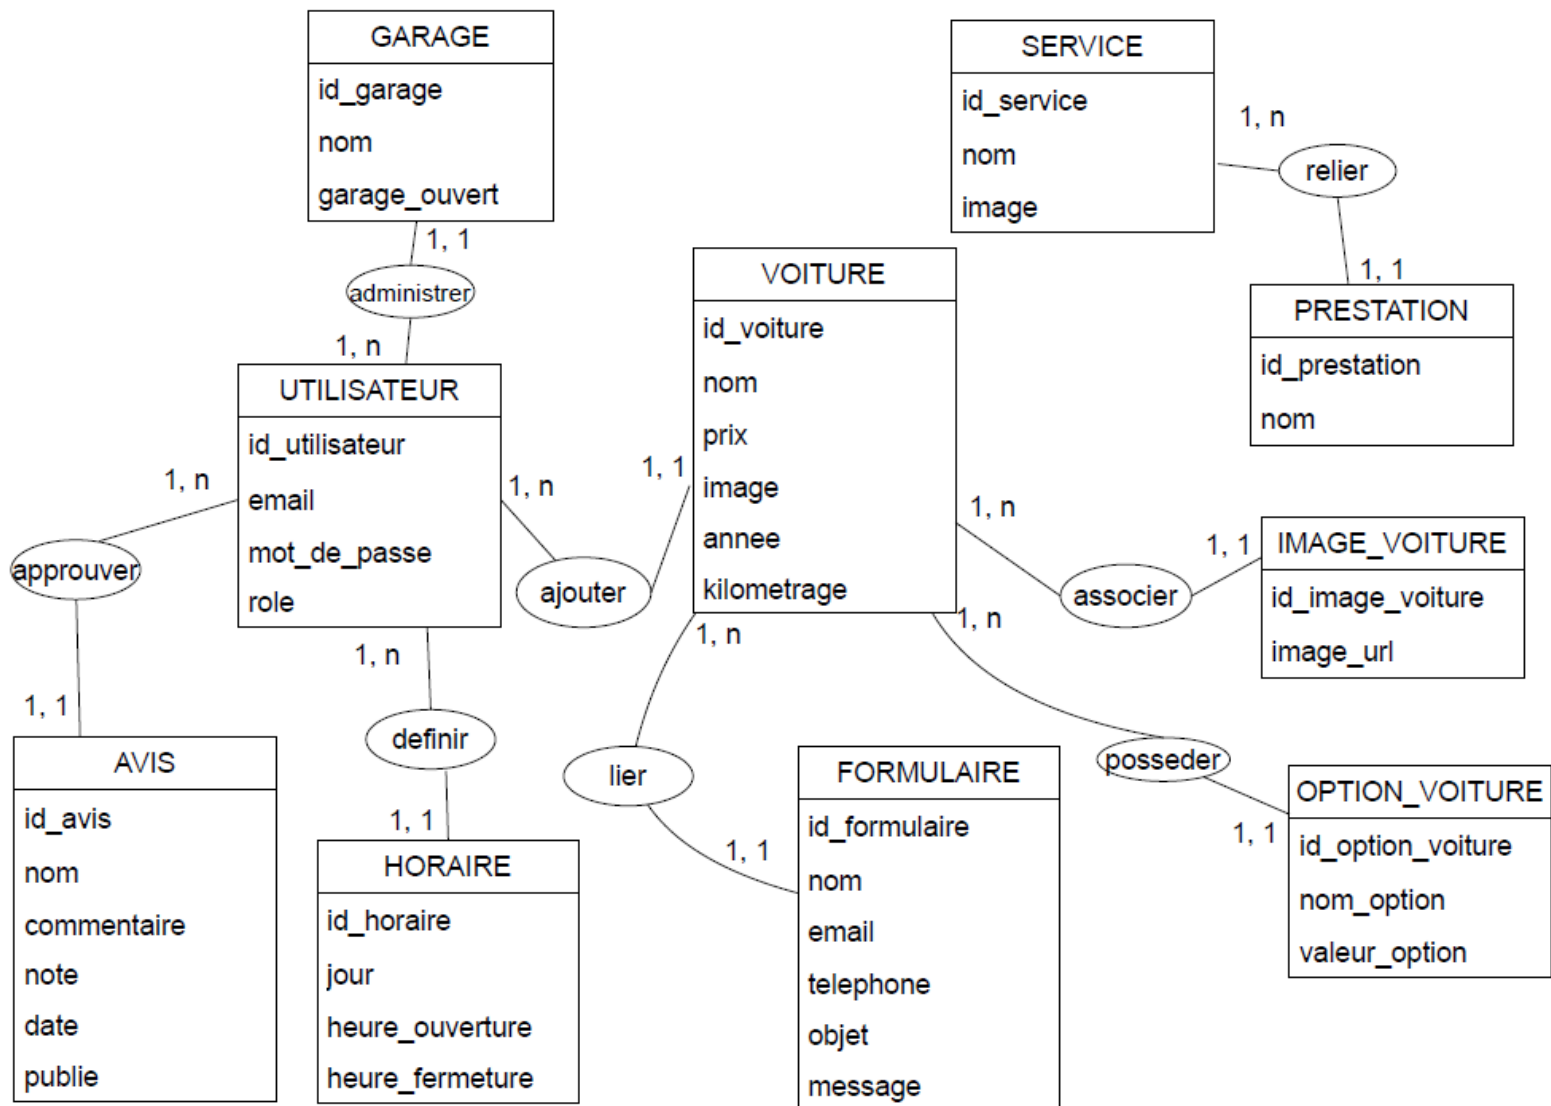 GARAGE
id_garage
nom
garage_ouvert
1, 1
administrer
1, n
UTILISATEUR
id_utilisateur
email
mot_de_passe
role
1, n
approuver
1, 1
AVIS
id_avis
nom
commentaire
note
date
publie
1, n
definir
1, 1
HORAIRE
id_horaire
jour
heure_ouverture
heure_fermeture
1, n
ajouter
1, 1
VOITURE
id_voiture
nom
prix
image
annee
kilometrage
1, n
lier
1, 1
FORMULAIRE
id_formulaire
nom
email
telephone
objet
message
1, n
associer
1, 1
IMAGE_VOITURE
id_image_voiture
image_url
1, n
posseder
1, 1
OPTION_VOITURE
id_option_voiture
nom_option
valeur_option
SERVICE
id_service
nom
image
1, n
relier
1, 1
PRESTATION
id_prestation
nom